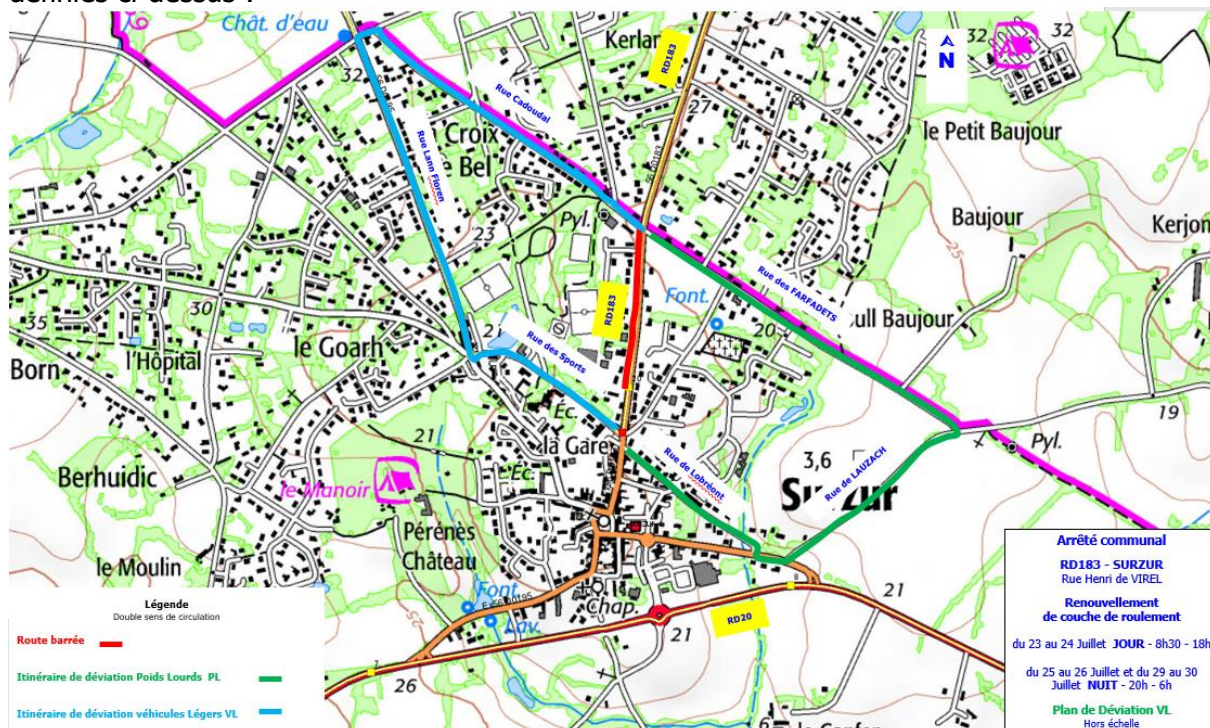 Chât. d'eau
32
Kerlar
RD183
27
N
32
32
le Petit Baujour
Rue Cadoudal
Rue Lann Floren
Croix
e Bel
Pyl.
23
Baujour
Kerjon
25
30
RD183
Font.
Rue des FARFADETS
20
ull Baujour
35
l'Hôpital
le Goarh
Rue des Sports
Born
21
Éc.
19
la Gare
Rue de Lobréont
Pyl.
3,6
Berhuidic
Éc.
Surzur
Rue de LAUZACH
le Manoir
Pérénès
Château
le Moulin
Font.
Lav.
Chap.
8
21
RD20
21
7
26
6
Légende
Double sens de circulation
Route barrée
Itinéraire de déviation Poids Lourds PL
Itinéraire de déviation véhicules Légers VL
Arrêté communal
RD183 - SURZUR
Rue Henri de VIREL
Renouvellement
de couche de roulement
du 23 au 24 Juillet JOUR - 8h30 - 18h
du 25 au 26 Juillet et du 29 au 30
Juillet NUIT - 20h - 6h
Plan de Déviation VL
Hors échelle